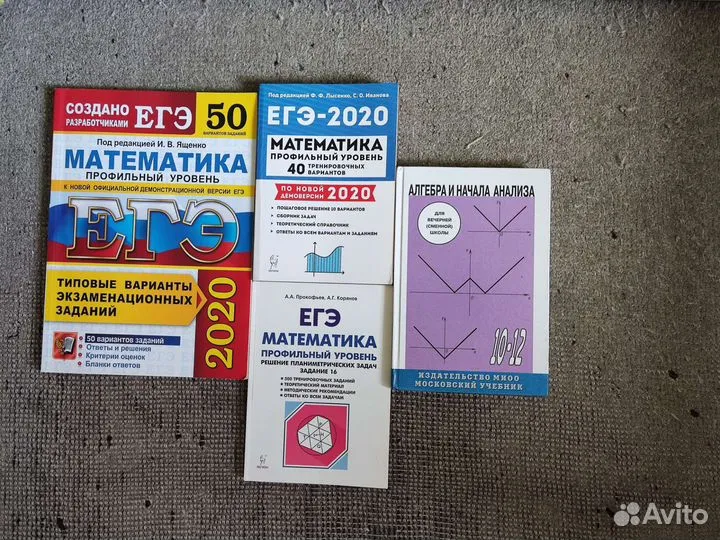 СОЗДАНО
РАЗРАБОТЧИКАМИ
ЕГЭ
50
ВАРИАНТОВ ЗАДАНИЙ
Под редакцией И. В. Ященко
МАТЕМАТИКА
ПРОФИЛЬНЫЙ УРОВЕНЬ
К НОВОЙ ОФИЦИАЛЬНОЙ ДЕМОНСТРАЦИОННОЙ ВЕРСИИ ЕГЭ
ЕГЭ
ТИПОВЫЕ ВАРИАНТЫ
ЭКЗАМЕНАЦИОННЫХ
ЗАДАНИЙ
2020
50 вариантов заданий
Ответы и решения
Критерии оценок
Бланки ответов
Под редакцией Ф. Ф. Лысенко, С. О. Иванова
ЕГЭ-2020
МАТЕМАТИКА
ПРОФИЛЬНЫЙ УРОВЕНЬ
40 ТРЕНИРОВОЧНЫХ
ВАРИАНТОВ
ПО НОВОЙ
ДЕМОВЕРСИИ 2020
ПОШАГОВОЕ РЕШЕНИЕ 10 ВАРИАНТОВ
СБОРНИК ЗАДАЧ
ТЕОРЕТИЧЕСКИЙ СПРАВОЧНИК
ОТВЕТЫ КО ВСЕМ ВАРИАНТАМ И ЗАДАНИЯМ
А.А. Прокофьев, А.Г. Корянов
ЕГЭ
МАТЕМАТИКА
ПРОФИЛЬНЫЙ УРОВЕНЬ
РЕШЕНИЕ ПЛАНИМЕТРИЧЕСКИХ ЗАДАЧ
ЗАДАНИЕ 16
300 ТРЕНИРОВОЧНЫХ ЗАДАНИЙ
ТЕОРЕТИЧЕСКИЙ МАТЕРИАЛ
МЕТОДИЧЕСКИЕ РЕКОМЕНДАЦИИ
ОТВЕТЫ КО ВСЕМ ЗАДАЧАМ
ЛЕГИОН
АЛГЕБРА И НАЧАЛА АНАЛИЗА
ДЛЯ
ВЕЧЕРНЕЙ
(СМЕННОЙ)
ШКОЛЫ
10-12
ИЗДАТЕЛЬСТВО МИОО
МОСКОВСКИЙ УЧЕБНИК
Avito